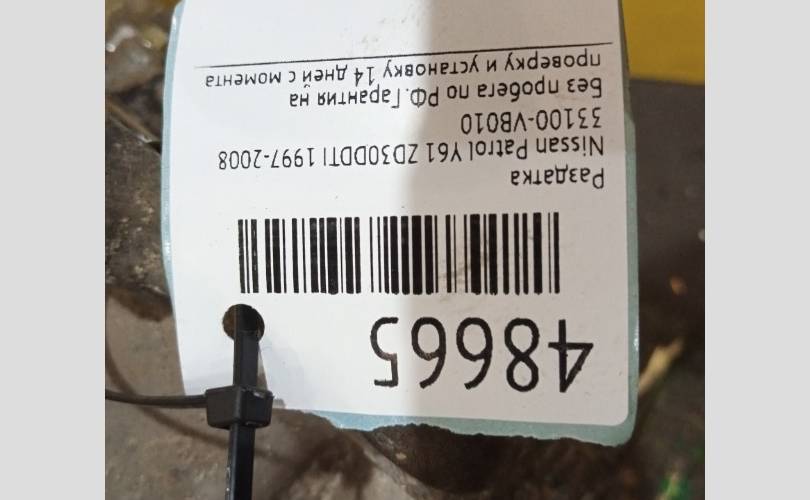 48665
Раздатка
Nissan Patrol Y61 ZD30DDTI 1997-2008
33100-VB010
Без пробега по РФ. Гарантия на
проверку и установку 14 дней с момента